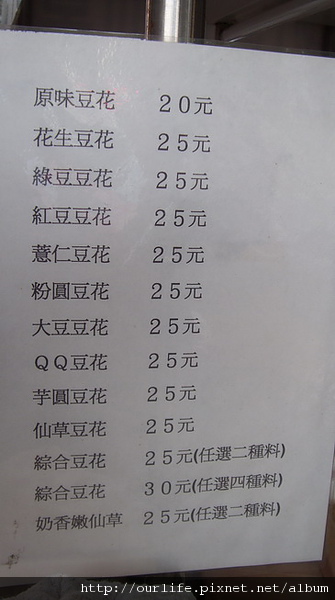 原味豆花 20元
花生豆花 25元
綠豆豆花 25元
紅豆豆花 25元
薏仁豆花 25元
粉圓豆花 25元
大豆豆花 25元
QQ豆花 25元
芋圓豆花 25元
仙草豆花 25元
綜合豆花 25元(任選二種料)
綜合豆花 30元(任選四種料)
奶香嫩仙草 25元(任選二種料)
http://ourlife.pixnet.net/album